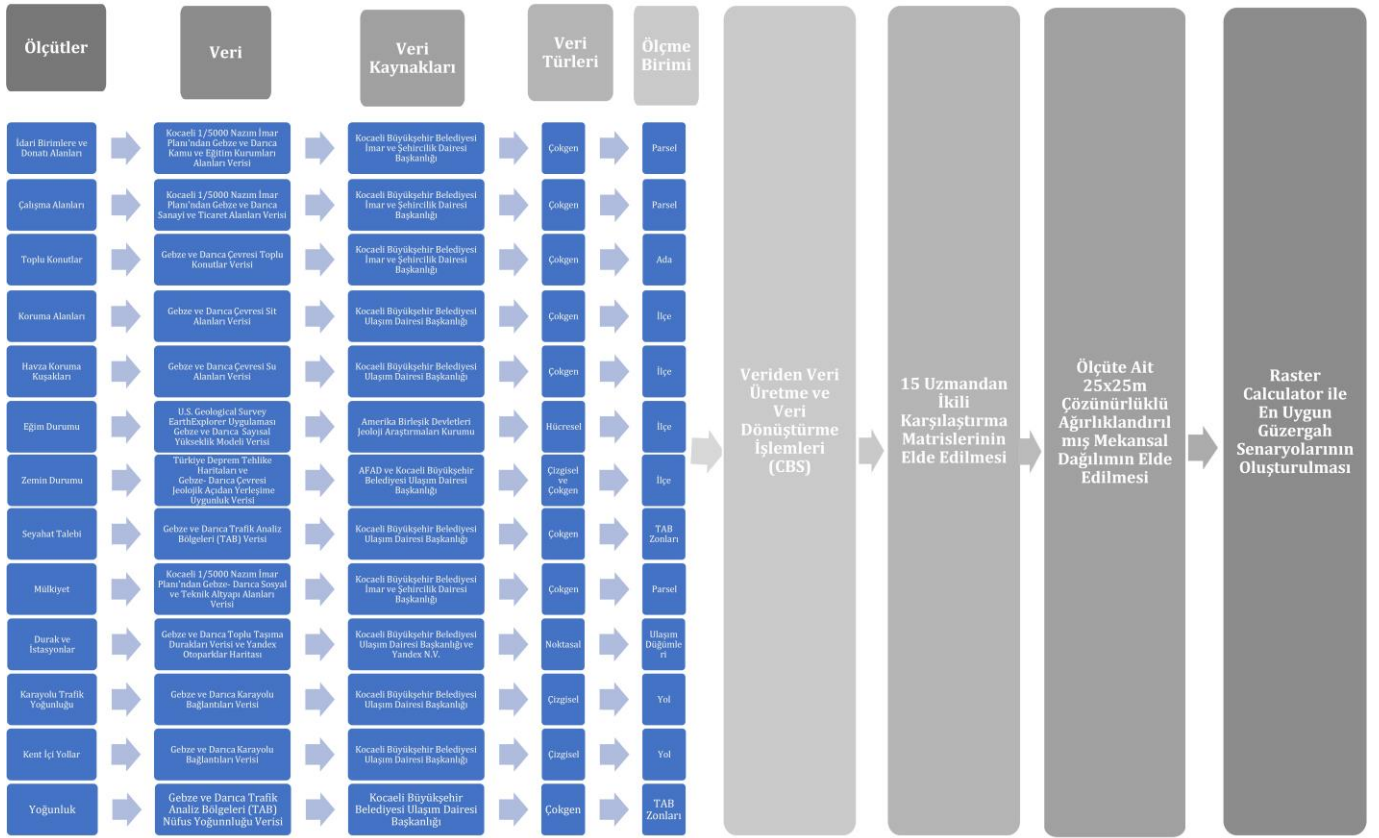 Ölçütler
Veri
Veri
Kaynakları
Veri
Türleri
Ölçme
Birimi
İdari Birimlere ve
Donatı Alanları
Kocaeli 1/5000 Nazım İmar
Planı'ndan Gebze ve Darıca
Kamu ve Eğitim Kurumları
Alanları Verisi
Kocaeli Büyükşehir Belediyesi
İmar ve Şehircilik Dairesi
Başkanlığı
Çokgen
Parsel
Çalışma Alanları
Kocaeli 1/5000 Nazım İmar
Planı'ndan Gebze ve Darıca
Sanayi ve Ticaret Alanları Verisi
Kocaeli Büyükşehir Belediyesi
İmar ve Şehircilik Dairesi
Başkanlığı
Çokgen
Parsel
Toplu Konutlar
Gebze ve Darıca Çevresi Toplu
Konutlar Verisi
Kocaeli Büyükşehir Belediyesi
İmar ve Şehircilik Dairesi
Başkanlığı
Çokgen
Ada
Koruma Alanları
Gebze ve Darıca Çevresi Sit
Alanları Verisi
Kocaeli Büyükşehir Belediyesi
Ulaşım Dairesi Başkanlığı
Çokgen
İlçe
Havza Koruma
Kuşakları
Gebze ve Darıca Çevresi Su
Alanları Verisi
Kocaeli Büyükşehir Belediyesi
Ulaşım Dairesi Başkanlığı
Çokgen
İlçe
Eğim Durumu
U.S. Geological Survey
EarthExplorer Uygulaması
Gebze ve Darıca Sayısal
Yükseklik Modeli Verisi
Amerika Birleşik Devletleri
Jeoloji Araştırmaları Kurumu
Hücresel
İlçe
Zemin Durumu
Türkiye Deprem Tehlike
Haritaları ve
Gebze- Darıca Çevresi
Jeolojik Açıdan Yerleşime
Uygunluk Verisi
AFAD ve Kocaeli Büyükşehir
Belediyesi Ulaşım Dairesi
Başkanlığı
Çizgisel
ve
Çokgen
İlçe
Seyahat Talebi
Gebze ve Darıca Trafik Analiz
Bölgeleri (TAB) Verisi
Kocaeli Büyükşehir Belediyesi
Ulaşım Dairesi Başkanlığı
Çokgen
TAB
Zonları
Mülkiyet
Kocaeli 1/5000 Nazım İmar
Planı'ndan Gebze- Darıca Sosyal
ve Teknik Altyapı Alanları
Verisi
Kocaeli Büyükşehir Belediyesi
İmar ve Şehircilik Dairesi
Başkanlığı
Çokgen
Parsel
Durak ve
İstasyonlar
Gebze ve Darıca Toplu Taşıma
Durakları Verisi ve Yandex
Otoparklar Haritası
Kocaeli Büyükşehir Belediyesi
Ulaşım Dairesi Başkanlığı ve
Yandex N.V.
Noktasal
Ulaşım
Düğümle
ri
Karayolu Trafik
Yoğunluğu
Gebze ve Darıca Karayolu
Bağlantıları Verisi
Kocaeli Büyükşehir Belediyesi
Ulaşım Dairesi Başkanlığı
Çizgisel
Yol
Kent İçi Yollar
Gebze ve Darıca Karayolu
Bağlantıları Verisi
Kocaeli Büyükşehir Belediyesi
Ulaşım Dairesi Başkanlığı
Çizgisel
Yol
Yoğunluk
Gebze ve Darıca Trafik
Analiz Bölgeleri (TAB)
Nüfus Yoğunnluğu Verisi
Kocaeli Büyükşehir
Belediyesi Ulaşım Dairesi
Başkanlığı
Çokgen
TAB
Zonları
Veriden Veri
Üretme ve
Veri
Dönüştürme
İşlemleri
(CBS)
15 Uzmandan
İkili
Karşılaştırma
Matrislerinin
Elde Edilmesi
Ölçüte Ait
25x25m
Çözünürlüklü
Ağırlıklandırıl
mış Mekansal
Dağılımın Elde
Edilmesi
Raster
Calculator ile
En Uygun
Güzergah
Senaryolarının
Oluşturulması